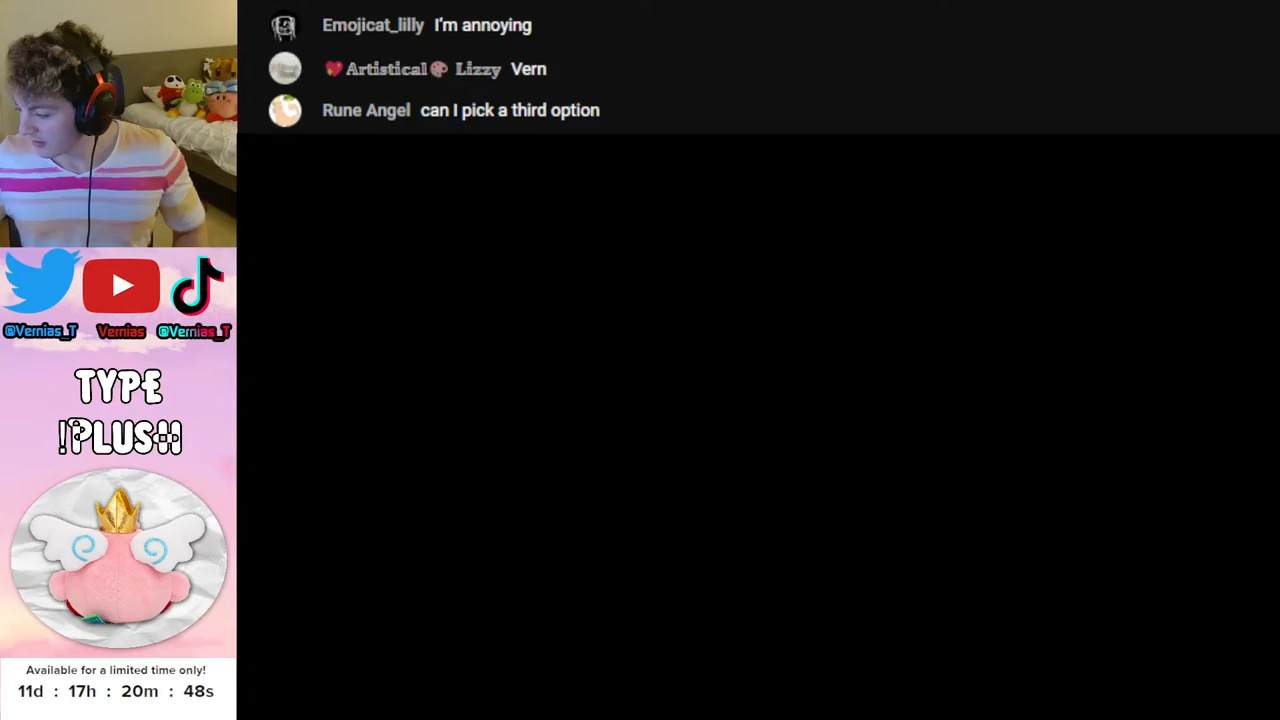 Emojicat_lilly I'm annoying
💖𝔸𝕣𝕥𝕚𝕤𝕥𝕚𝕔𝕒𝕝🎨 𝕃𝕚𝕫𝕫𝕪 Vern
Rune Angel can I pick a third option
@Vernias_T Vernias @Vernias_T
TYPE
!PLUSH
Available for a limited time only!
11d : 17h : 20m : 48s